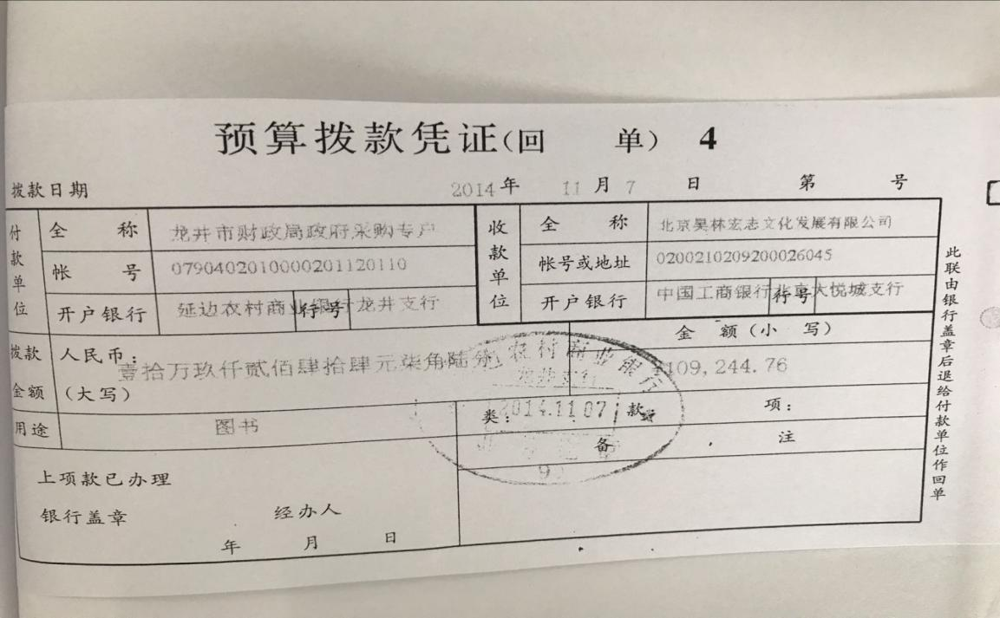 预算拨款凭证（回 单） 4
拨款日期 2014年 11月 7 日 第 号
付款单位 全 称 龙井市财政局政府采购专户 收款单位 全 称 北京昊林宏志文化发展有限公司
帐 号 0790402010000201120110 帐号或地址 0200210209200026045
开户银行 延边农村商业银行龙井支行 行号 开户银行 中国工商银行北京大悦城支行 行号
拨款金额 人民币：（大写） 壹拾万玖仟贰佰肆拾肆元柒角陆分 金 额（小 写）
¥109,244.76
用途 图书 类： 款： 项：
农村商业银行
龙井支行
2014.11.07
备 注
上项款已办理
银行盖章 经办人
年 月 日
此联由银行盖章后退给付款单位作回单